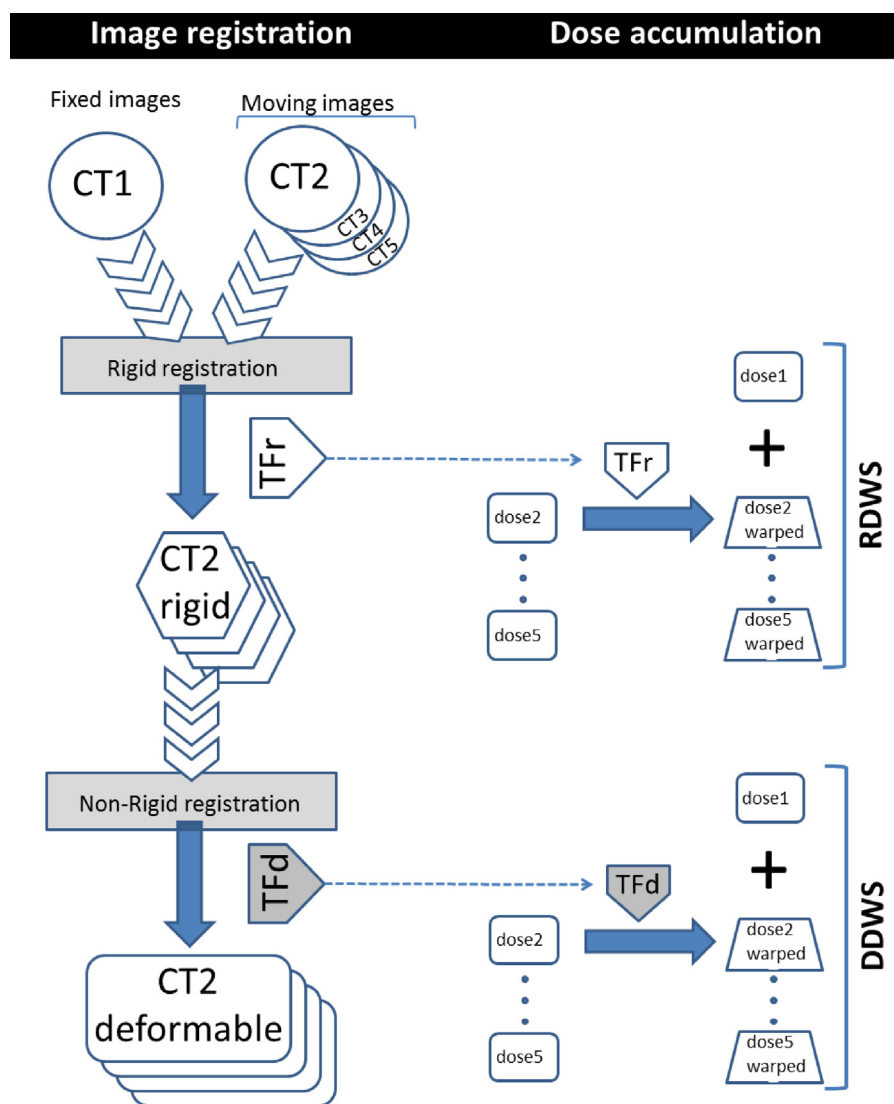 Image registration
Dose accumulation
Fixed images
Moving images
CT1
CT2
CT3
CT4
CT5
Rigid registration
TFr
CT2
rigid
Non-Rigid registration
TFd
CT2
deformable
dose1
+
TFr
dose2
dose2
warped
dose5
dose5
warped
RDWS
dose1
+
TFd
dose2
dose2
warped
dose5
dose5
warped
DDWS